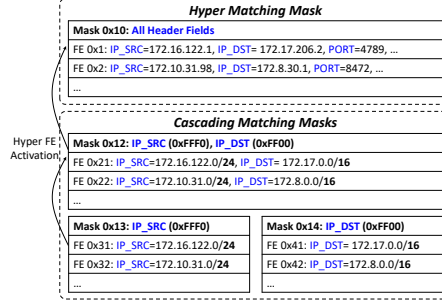 Hyper Matching Mask
Mask 0x10: All Header Fields
FE 0x1: IP_SRC=172.16.122.1, IP_DST= 172.17.206.2, PORT=4789, ...
FE 0x2: IP_SRC=172.10.31.98, IP_DST=172.8.30.1, PORT=8472, ...
...
Hyper FE
Activation
Cascading Matching Masks
Mask 0x12: IP_SRC (0xFFF0), IP_DST (0xFF00)
FE 0x21: IP_SRC=172.16.122.0/24, IP_DST= 172.17.0.0/16
FE 0x22: IP_SRC=172.10.31.0/24, IP_DST=172.8.0.0/16
...
Mask 0x13: IP_SRC (0xFFF0)
FE 0x31: IP_SRC=172.16.122.0/24
FE 0x32: IP_SRC=172.10.31.0/24
...
Mask 0x14: IP_DST (0xFF00)
FE 0x41: IP_DST= 172.17.0.0/16
FE 0x42: IP_DST=172.8.0.0/16
...